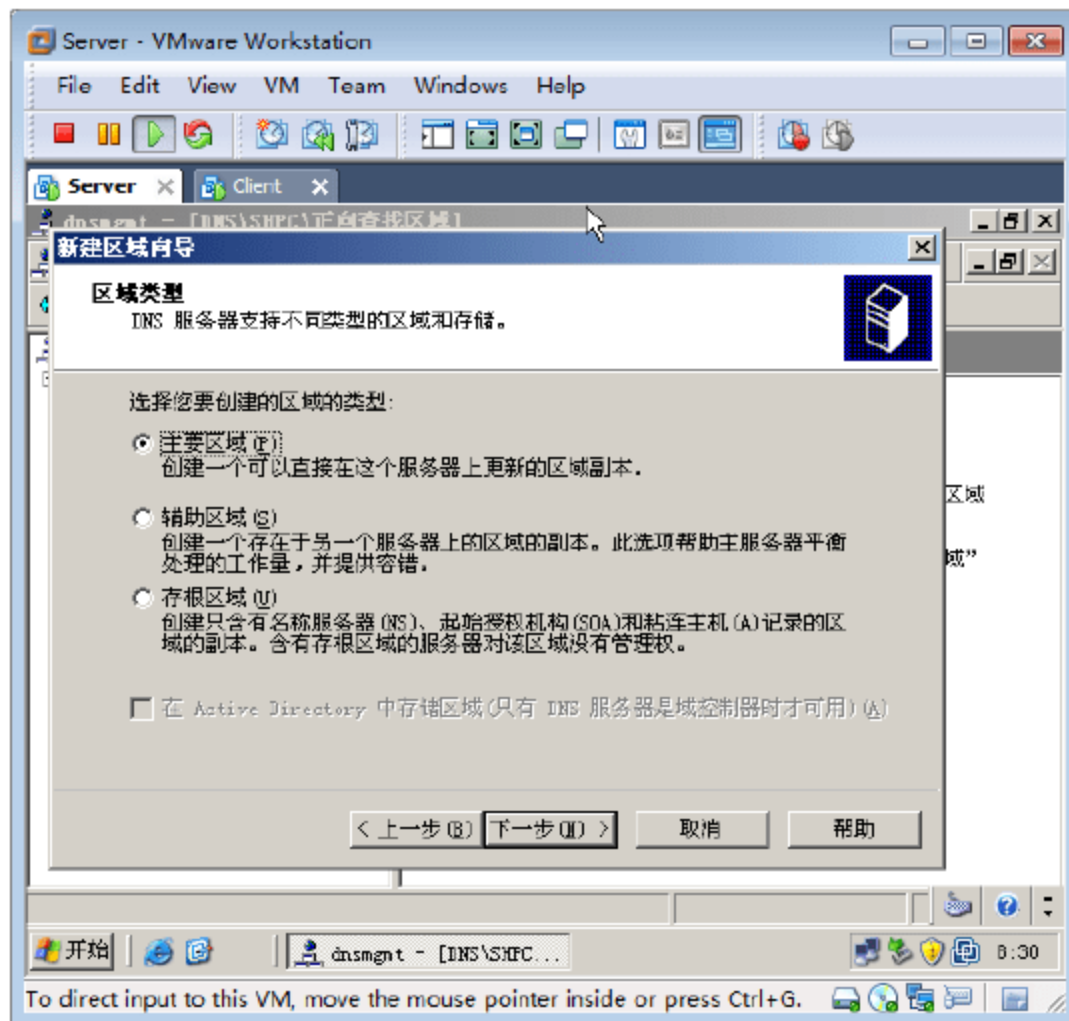 Server - VMware Workstation
File Edit View VM Team Windows Help
Server Client
dnsmgmt - [DNS\SHPC\正向查找区域]
新建区域向导
区域类型
DNS 服务器支持不同类型的区域和存储。
选择您要创建的区域的类型:
主要区域(P)
创建一个可以直接在这个服务器上更新的区域副本。
区域
辅助区域(S)
创建一个存在于另一个服务器上的区域的副本。此选项帮助主服务器平衡
处理的工作量，并提供容错。
域”
存根区域(U)
创建只含有名称服务器(NS)、起始授权机构(SOA)和粘连主机(A)记录的区
域的副本。含有存根区域的服务器对该区域没有管理权。
在 Active Directory 中存储区域(只有 DNS 服务器是域控制器时才可用)(A)
< 上一步(B) 下一步(N) > 取消 帮助
开始 dnsmgmt - [DNS\SHPC... 8:30
To direct input to this VM, move the mouse pointer inside or press Ctrl+G.